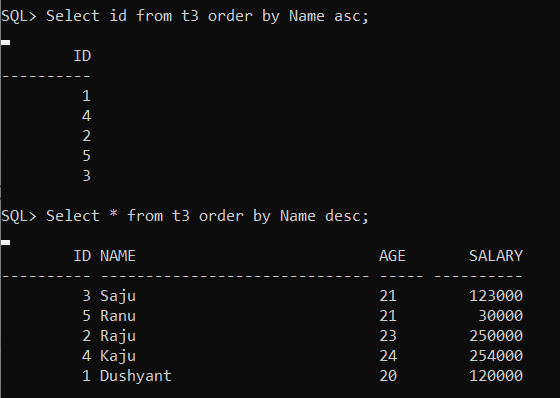 SQL> Select id from t3 order by Name asc;
        ID
----------
         1
         4
         2
         5
         3
SQL> Select * from t3 order by Name desc;
        ID NAME                           AGE       SALARY
---------- ------------------------------ ----- ----------
         3 Saju                           21        123000
         5 Ranu                           21         30000
         2 Raju                           23        250000
         4 Kaju                           24        254000
         1 Dushyant                       20        120000